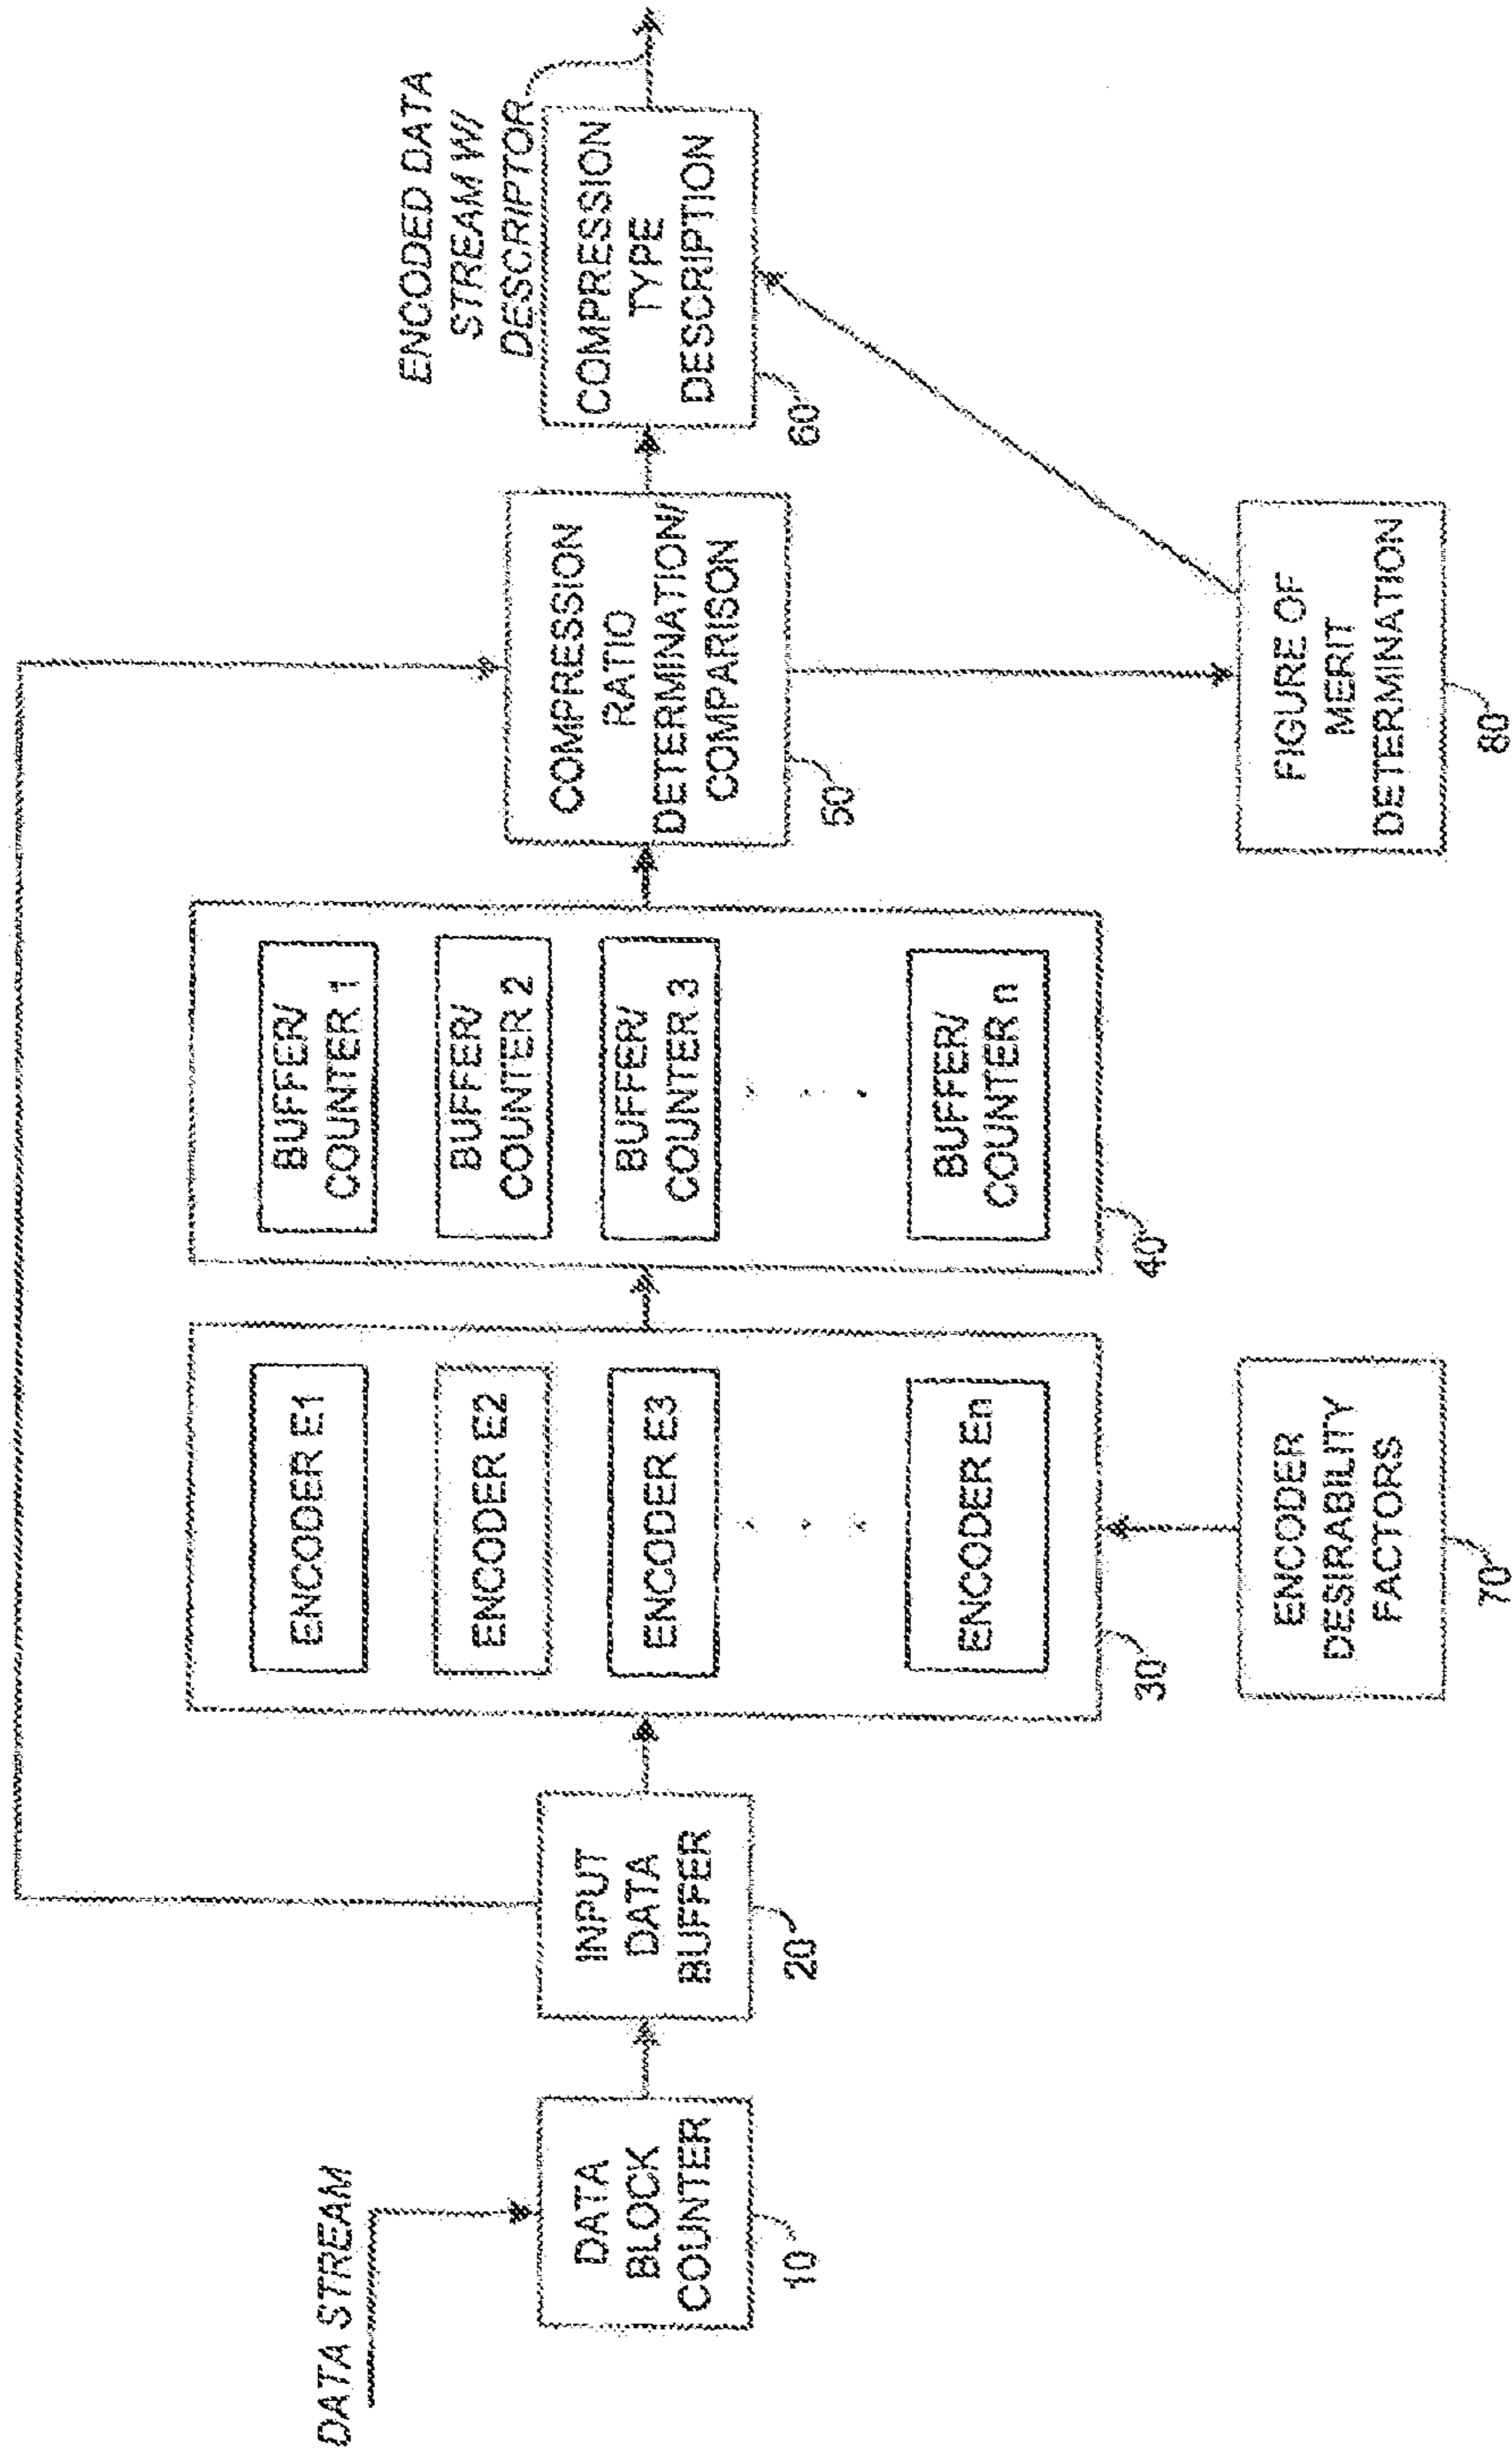 DATA STREAM
DATA
BLOCK
COUNTER
10
INPUT
DATA
BUFFER
20
ENCODER E1
ENCODER E2
ENCODER E3
. . .
ENCODER En
30
BUFFER/
COUNTER 1
BUFFER/
COUNTER 2
BUFFER/
COUNTER 3
. . .
BUFFER/
COUNTER n
40
COMPRESSION
RATIO
DETERMINATION/
COMPARISON
50
COMPRESSION
TYPE
DESCRIPTION
60
ENCODED DATA
STREAM W/
DESCRIPTOR
ENCODER
DESIRABILITY
FACTORS
70
FIGURE OF
MERIT
DETERMINATION
80